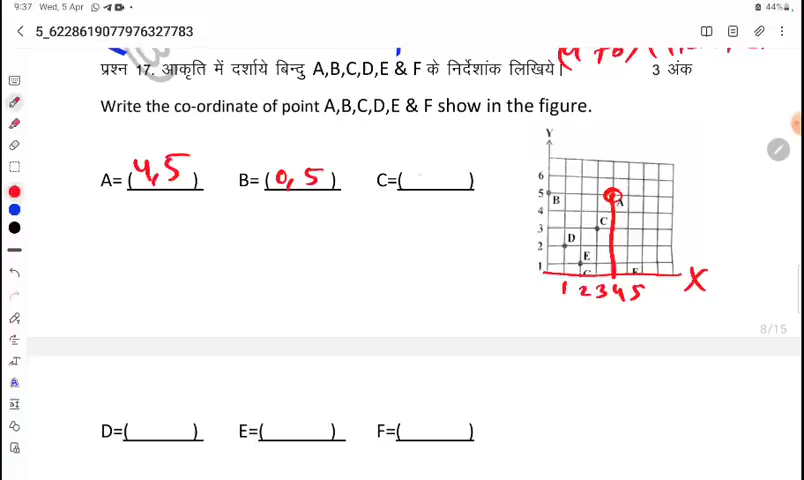 9:37 Wed, 5 Apr
44%
5_6228619077976327783
प्रश्न 17. आकृति में दर्शाये बिन्दु A,B,C,D,E & F के निर्देशांक लिखिये| 3 अंक
Write the co-ordinate of point A,B,C,D,E & F show in the figure.
A= (4,5) B= (0,5) C=( )
Y
6
5
4
3
2
1
B
A
C
D
E
1 2 3 4 5 X
8/15
D=( ) E=( ) F=( )